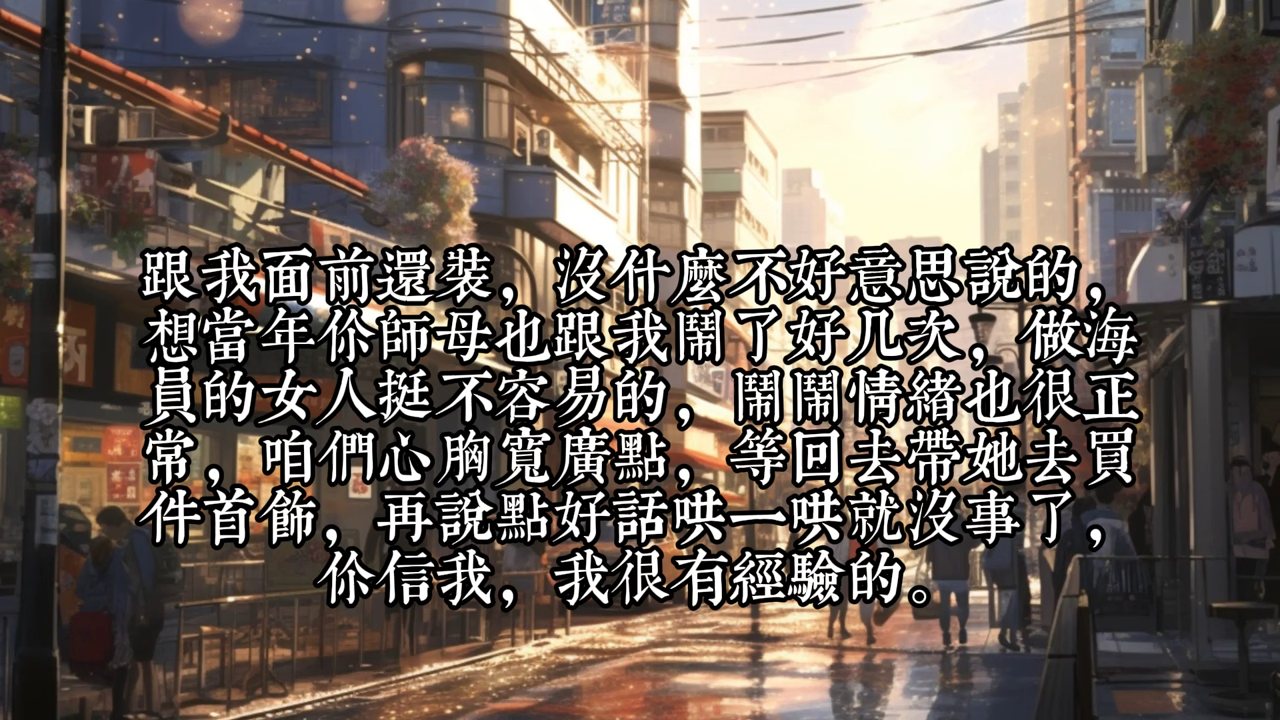 跟我面前還裝，沒什麼不好意思說的，
想當年你師母也跟我鬧了好几次，做海
員的女人挺不容易的，鬧鬧情緒也很正
常，咱們心胸寬廣點，等回去帶她去買
件首飾，再說點好話哄一哄就沒事了，
你信我，我很有經驗的。